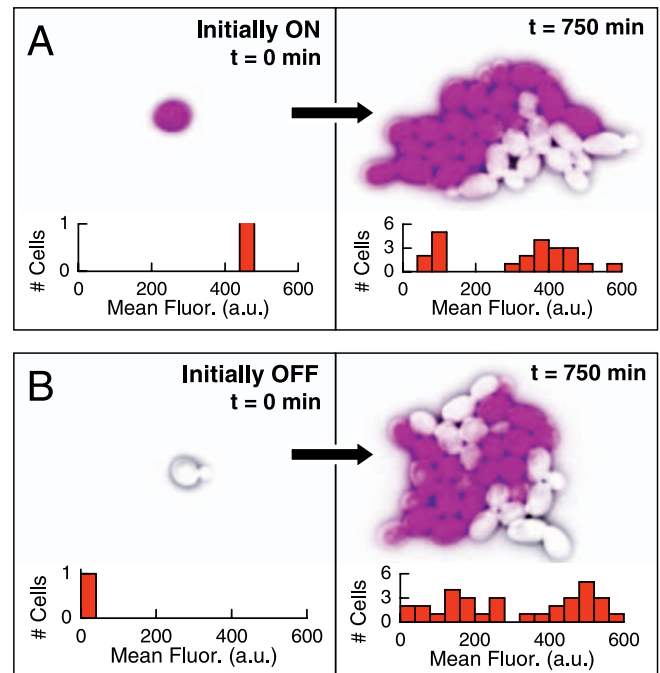 A
Initially ON
t = 0 min
1
0
# Cells
0 200 400 600
Mean Fluor. (a.u.)
t = 750 min
6
3
0
# Cells
0 200 400 600
Mean Fluor. (a.u.)
B
Initially OFF
t = 0 min
1
0
# Cells
0 200 400 600
Mean Fluor. (a.u.)
t = 750 min
6
3
0
# Cells
0 200 400 600
Mean Fluor. (a.u.)